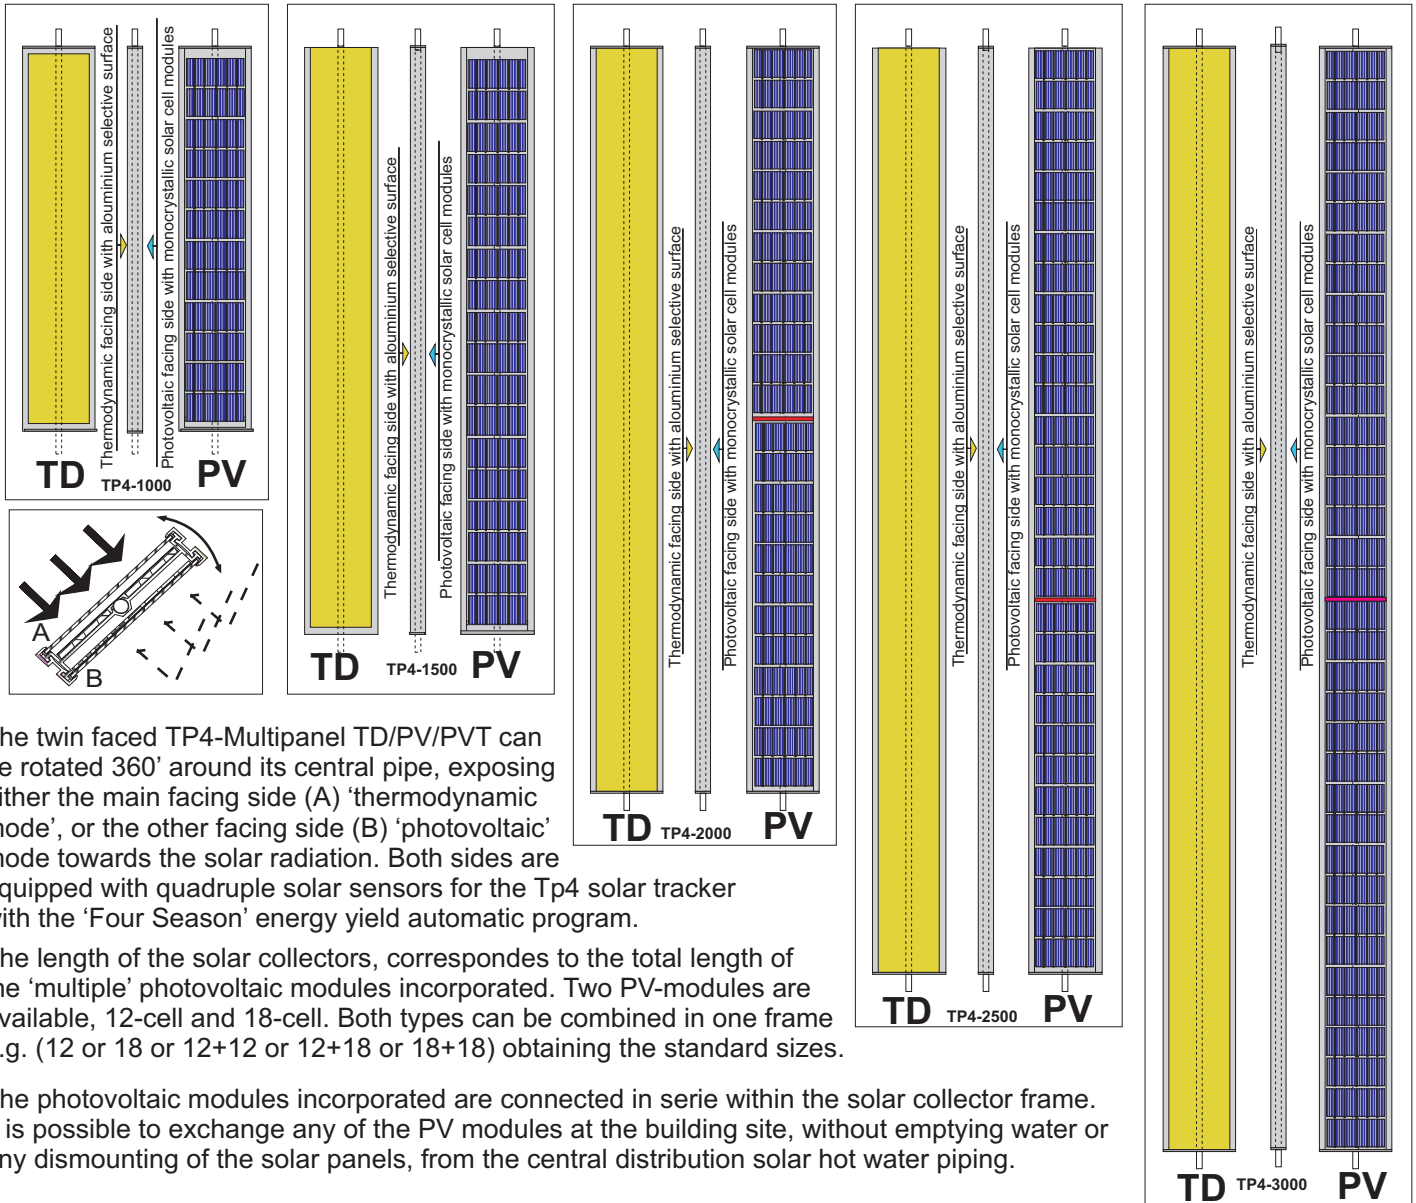 Thermodynamic facing side with alouminium selective surface
Photovoltaic facing side with monocrystallic solar cell modules
TD TP4-1000 PV
Thermodynamic facing side with alouminium selective surface
Photovoltaic facing side with monocrystallic solar cell modules
TD TP4-1500 PV
Thermodynamic facing side with alouminium selective surface
Photovoltaic facing side with monocrystallic solar cell modules
TD TP4-2000 PV
Thermodynamic facing side with alouminium selective surface
Photovoltaic facing side with monocrystallic solar cell modules
TD TP4-2500 PV
Thermodynamic facing side with alouminium selective surface
Photovoltaic facing side with monocrystallic solar cell modules
TD TP4-3000 PV
A
B
he twin faced TP4-Multipanel TD/PV/PVT can
e rotated 360’ around its central pipe, exposing
ither the main facing side (A) ‘thermodynamic
node’, or the other facing side (B) ‘photovoltaic’
node towards the solar radiation. Both sides are
quipped with quadruple solar sensors for the Tp4 solar tracker
vith the ‘Four Season’ energy yield automatic program.
he length of the solar collectors, correspondes to the total length of
he ‘multiple’ photovoltaic modules incorporated. Two PV-modules are
vailable, 12-cell and 18-cell. Both types can be combined in one frame
.g. (12 or 18 or 12+12 or 12+18 or 18+18) obtaining the standard sizes.
he photovoltaic modules incorporated are connected in serie within the solar collector frame.
is possible to exchange any of the PV modules at the building site, without emptying water or
ny dismounting of the solar panels, from the central distribution solar hot water piping.